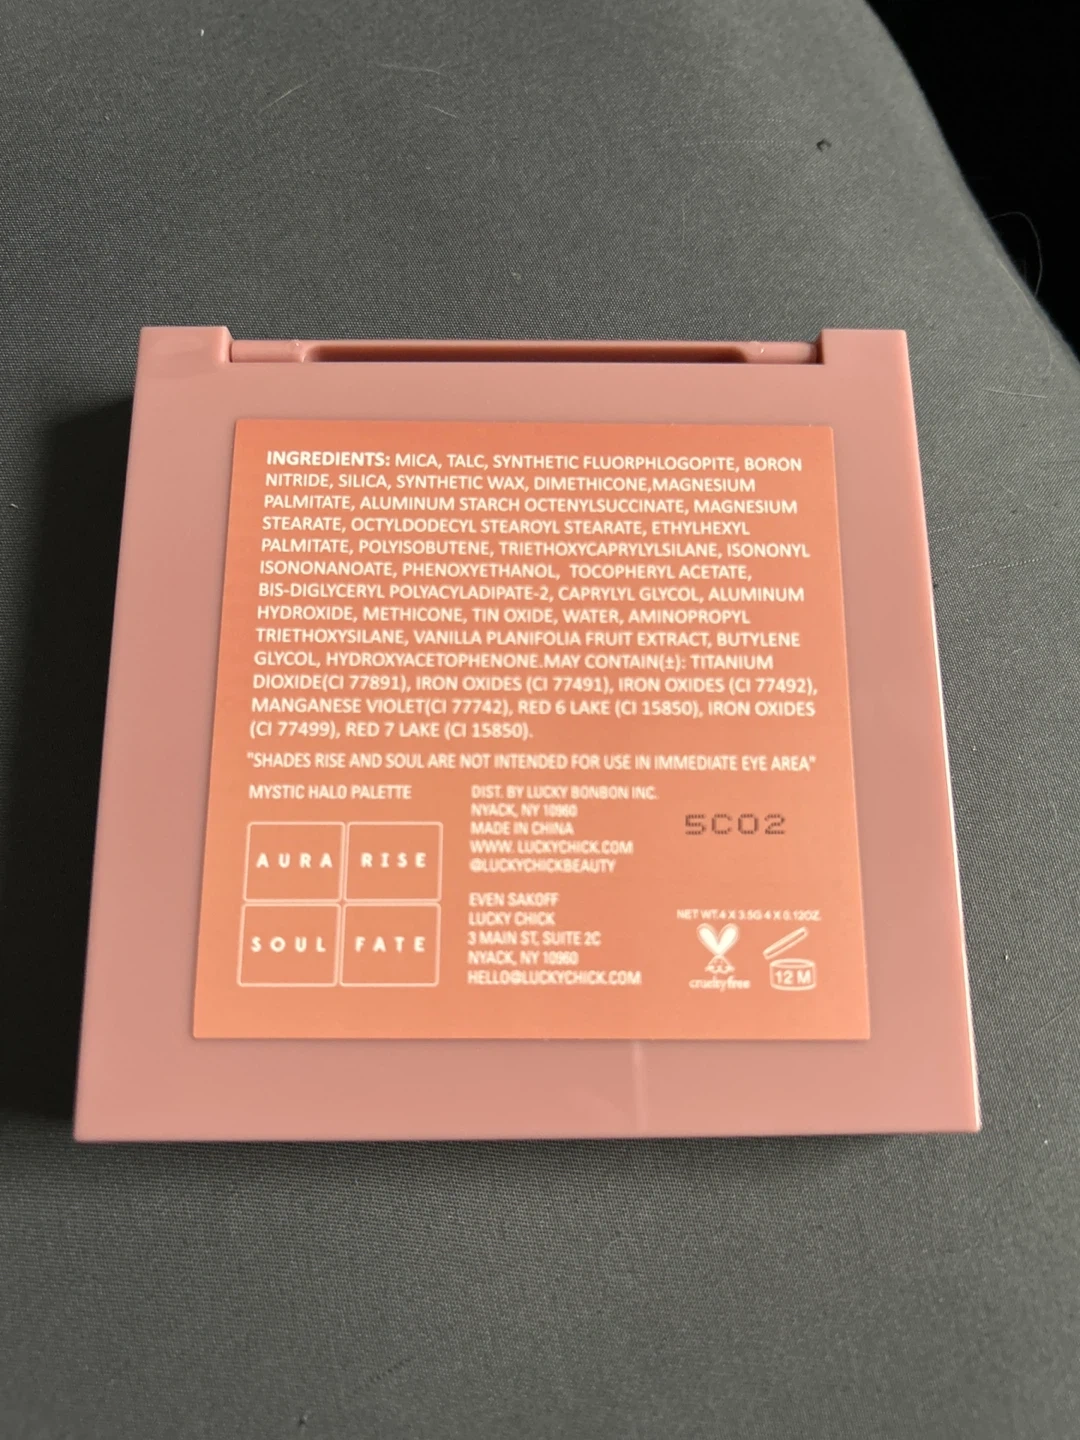 INGREDIENTS: MICA, TALC, SYNTHETIC FLUORPHLOGOPITE, BORON
NITRIDE, SILICA, SYNTHETIC WAX, DIMETHICONE,MAGNESIUM
PALMITATE, ALUMINUM STARCH OCTENYLSUCCINATE, MAGNESIUM
STEARATE, OCTYLDODECYL STEAROYL STEARATE, ETHYLHEXYL
PALMITATE, POLYISOBUTENE, TRIETHOXYCAPRYLYLSILANE, ISONONYL
ISONONANOATE, PHENOXYETHANOL, TOCOPHERYL ACETATE,
BIS-DIGLYCERYL POLYACYLADIPATE-2, CAPRYLYL GLYCOL, ALUMINUM
HYDROXIDE, METHICONE, TIN OXIDE, WATER, AMINOPROPYL
TRIETHOXYSILANE, VANILLA PLANIFOLIA FRUIT EXTRACT, BUTYLENE
GLYCOL, HYDROXYACETOPHENONE.MAY CONTAIN(±): TITANIUM
DIOXIDE(CI 77891), IRON OXIDES (CI 77491), IRON OXIDES (CI 77492),
MANGANESE VIOLET(CI 77742), RED 6 LAKE (CI 15850), IRON OXIDES
(CI 77499), RED 7 LAKE (CI 15850).
"SHADES RISE AND SOUL ARE NOT INTENDED FOR USE IN IMMEDIATE EYE AREA"
MYSTIC HALO PALETTE
AURA RISE
SOUL FATE
DIST. BY LUCKY BONBON INC.
NYACK, NY 10960
MADE IN CHINA
WWW. LUCKYCHICK.COM
@LUCKYCHICKBEAUTY
EVEN SAKOFF
LUCKY CHICK
3 MAIN ST, SUITE 2C
NYACK, NY 10960
HELLO@LUCKYCHICK.COM
5C02
NET WT.4 X 3.5G 4 X 0.12OZ.
crueltyfree
12 M